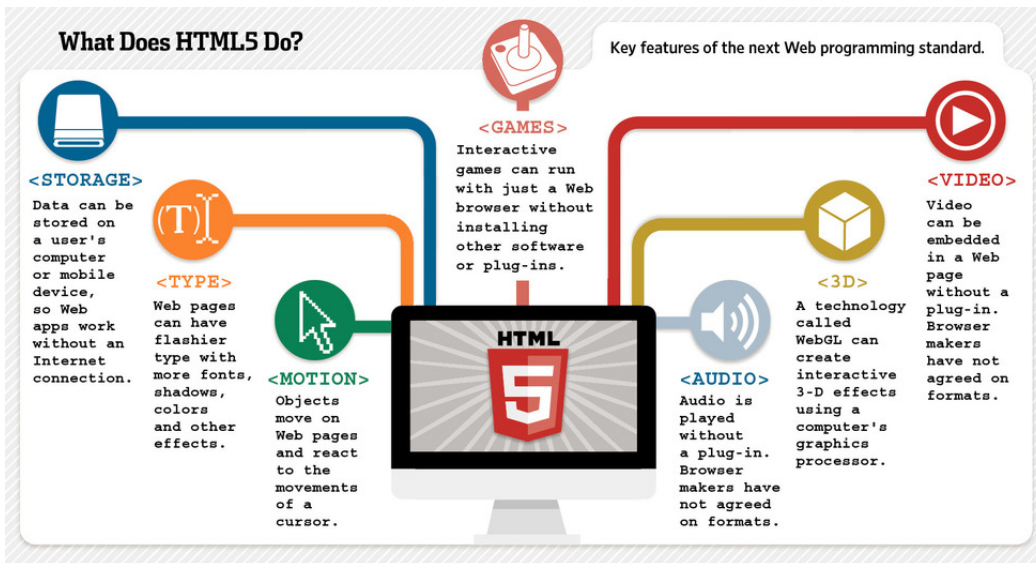 What Does HTML5 Do?
Key features of the next Web programming standard.
<STORAGE>
Data can be
stored on
a user's
computer
or mobile
device,
so Web
apps work
without an
Internet
connection.
(T)
<TYPE>
Web pages
can have
flashier
type with
more fonts,
shadows,
colors
and other
effects.
<MOTION>
Objects
move on
Web pages
and react
to the
movements
of a
cursor.
<GAMES>
Interactive
games can run
with just a Web
browser without
installing
other software
or plug-ins.
HTML
5
<AUDIO>
Audio is
played
without
a plug-in.
Browser
makers have
not agreed
on formats.
<3D>
A technology
called
WebGL can
create
interactive
3-D effects
using a
computer's
graphics
processor.
<VIDEO>
Video
can be
embedded
in a Web
page
without a
plug-in.
Browser
makers
have not
agreed on
formats.